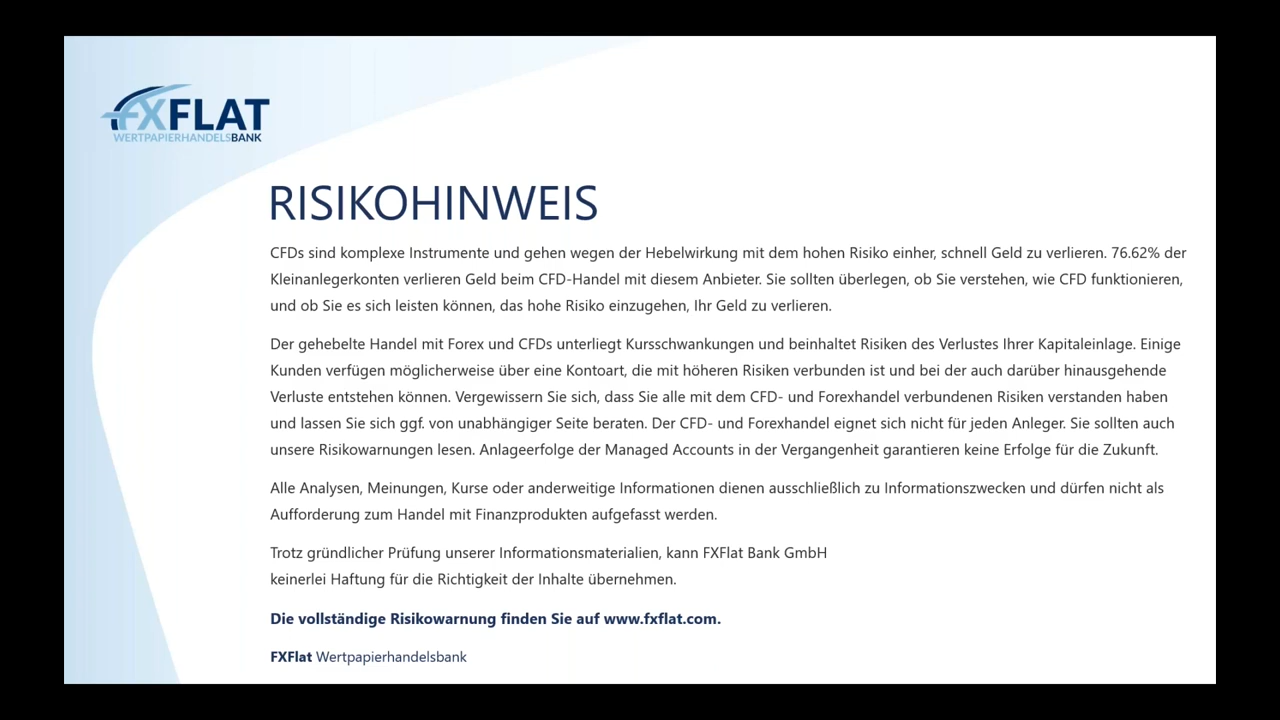 FXFLAT
WERTPAPIERHANDELSBANK
RISIKOHINWEIS
CFDs sind komplexe Instrumente und gehen wegen der Hebelwirkung mit dem hohen Risiko einher, schnell Geld zu verlieren. 76.62% der
Kleinanlegerkonten verlieren Geld beim CFD-Handel mit diesem Anbieter. Sie sollten überlegen, ob Sie verstehen, wie CFD funktionieren,
und ob Sie es sich leisten können, das hohe Risiko einzugehen, Ihr Geld zu verlieren.
Der gehebelte Handel mit Forex und CFDs unterliegt Kursschwankungen und beinhaltet Risiken des Verlustes Ihrer Kapitaleinlage. Einige
Kunden verfügen möglicherweise über eine Kontoart, die mit höheren Risiken verbunden ist und bei der auch darüber hinausgehende
Verluste entstehen können. Vergewissern Sie sich, dass Sie alle mit dem CFD- und Forexhandel verbundenen Risiken verstanden haben
und lassen Sie sich ggf. von unabhängiger Seite beraten. Der CFD- und Forexhandel eignet sich nicht für jeden Anleger. Sie sollten auch
unsere Risikowarnungen lesen. Anlageerfolge der Managed Accounts in der Vergangenheit garantieren keine Erfolge für die Zukunft.
Alle Analysen, Meinungen, Kurse oder anderweitige Informationen dienen ausschließlich zu Informationszwecken und dürfen nicht als
Aufforderung zum Handel mit Finanzprodukten aufgefasst werden.
Trotz gründlicher Prüfung unserer Informationsmaterialien, kann FXFlat Bank GmbH
keinerlei Haftung für die Richtigkeit der Inhalte übernehmen.
Die vollständige Risikowarnung finden Sie auf www.fxflat.com.
FXFlat Wertpapierhandelsbank